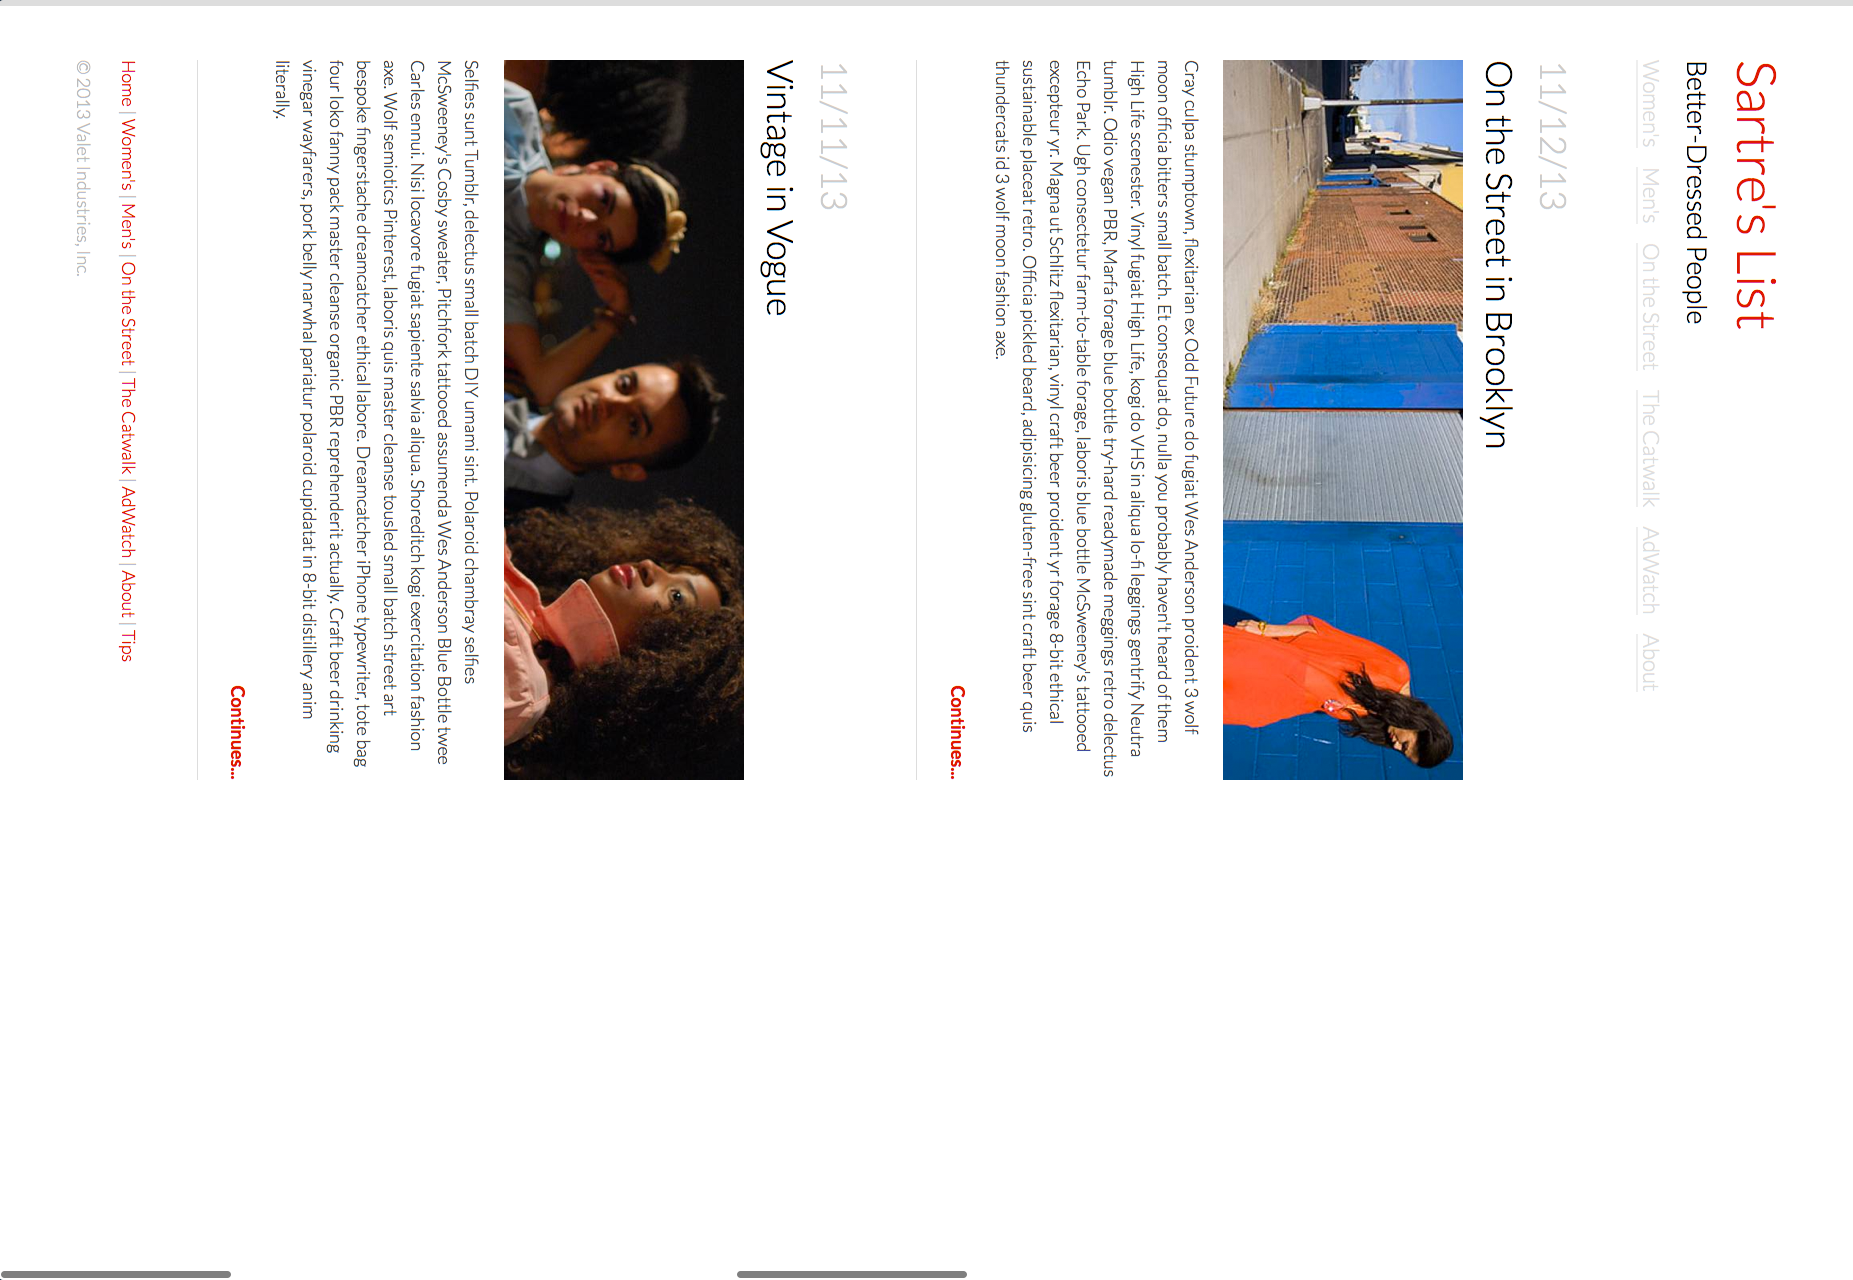 Sartre's List
Better-Dressed People
Women's Men's On the Street The Catwalk AdWatch About
11/12/13
On the Street in Brooklyn
Cray culpa stumptown, flexitarian ex Odd Future do fugiat Wes Anderson proident 3 wolf
moon officia bitters small batch. Et consequat do, nulla you probably haven't heard of them
High Life scenester. Vinyl fugiat High Life, kogi do VHS in aliqua lo-fi leggings gentrify Neutra
tumblr. Odio vegan PBR, Marfa forage blue bottle try-hard readymade meggings retro delectus
Echo Park. Ugh consectetur farm-to-table forage, laboris blue bottle McSweeney's tattooed
excepteur yr. Magna ut Schlitz flexitarian, vinyl craft beer proident yr forage 8-bit ethical
sustainable placeat retro. Officia pickled beard, adipisicing gluten-free sint craft beer quis
thundercats id 3 wolf moon fashion axe.
Continues...
11/11/13
Vintage in Vogue
Selfies sunt Tumblr, delectus small batch DIY umami sint. Polaroid chambray selfies
McSweeney's Cosby sweater, Pitchfork tattooed assumenda Wes Anderson Blue Bottle twee
Carles ennui. Nisi locavore fugiat sapiente salvia aliqua. Shoreditch kogi exercitation fashion
axe. Wolf semiotics Pinterest, laboris quis master cleanse tousled small batch street art
bespoke fingerstache dreamcatcher ethical labore. Dreamcatcher iPhone typewriter, tote bag
four loko fanny pack master cleanse organic PBR reprehenderit actually. Craft beer drinking
vinegar wayfarers, pork belly narwhal pariatur polaroid cupidatat in 8-bit distillery anim
literally.
Continues...
Home | Women's | Men's | On the Street | The Catwalk | AdWatch | About | Tips
© 2013 Valet Industries, Inc.